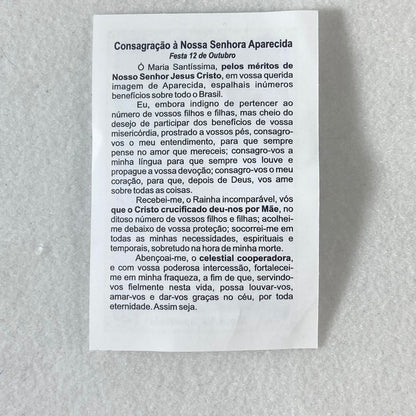 Consagração à Nossa Senhora Aparecida
Festa 12 de Outubro
Ó Maria Santíssima, pelos méritos de
Nosso Senhor Jesus Cristo, em vossa querida
imagem de Aparecida, espalhais inúmeros
benefícios sobre todo o Brasil.
Eu, embora indigno de pertencer ao
número de vossos filhos e filhas, mas cheio do
desejo de participar dos benefícios de vossa
misericórdia, prostrado a vossos pés, consagro-
vos o meu entendimento, para que sempre
pense no amor que mereceis; consagro-vos a
minha língua para que sempre vos louve e
propague a vossa devoção; consagro-vos o meu
coração, para que, depois de Deus, vos ame
sobre todas as coisas.
Recebei-me, o Rainha incomparável, vós
que o Cristo crucificado deu-nos por Mãe, no
ditoso número de vossos filhos e filhas; acolhei-
me debaixo de vossa proteção; socorrei-me em
todas as minhas necessidades, espirituais e
temporais, sobretudo na hora de minha morte.
Abençoai-me, o celestial cooperadora,
e com vossa poderosa intercessão, fortalecei-
me em minha fraqueza, a fim de que, servindo-
vos fielmente nesta vida, possa louvar-vos,
amar-vos e dar-vos graças no céu, por toda
eternidade. Assim seja.